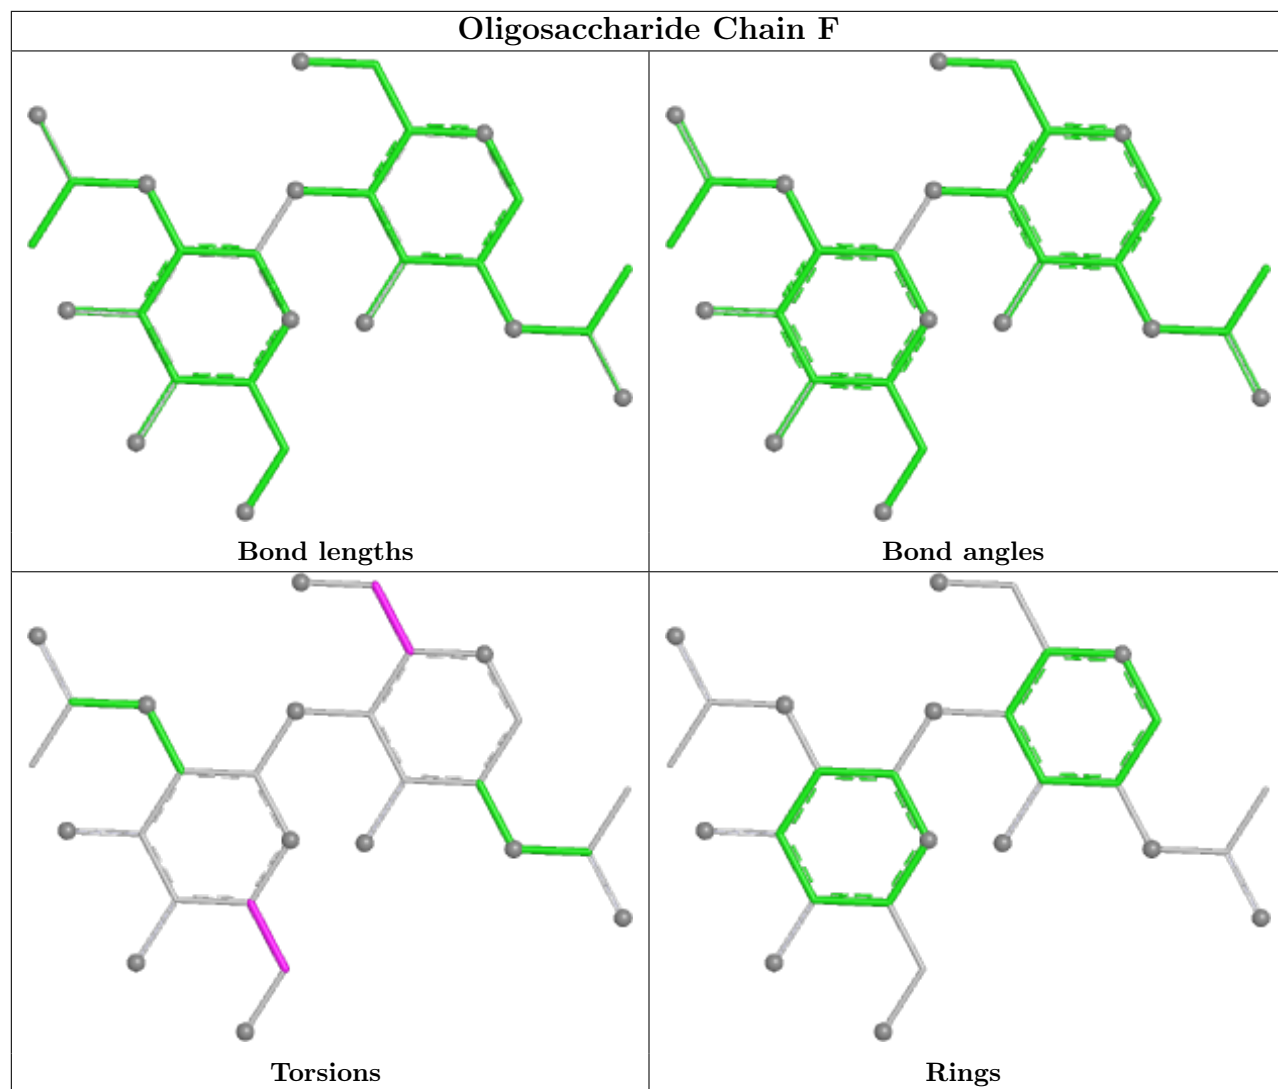 Oligosaccharide Chain F
Bond lengths
Bond angles
Torsions
Rings